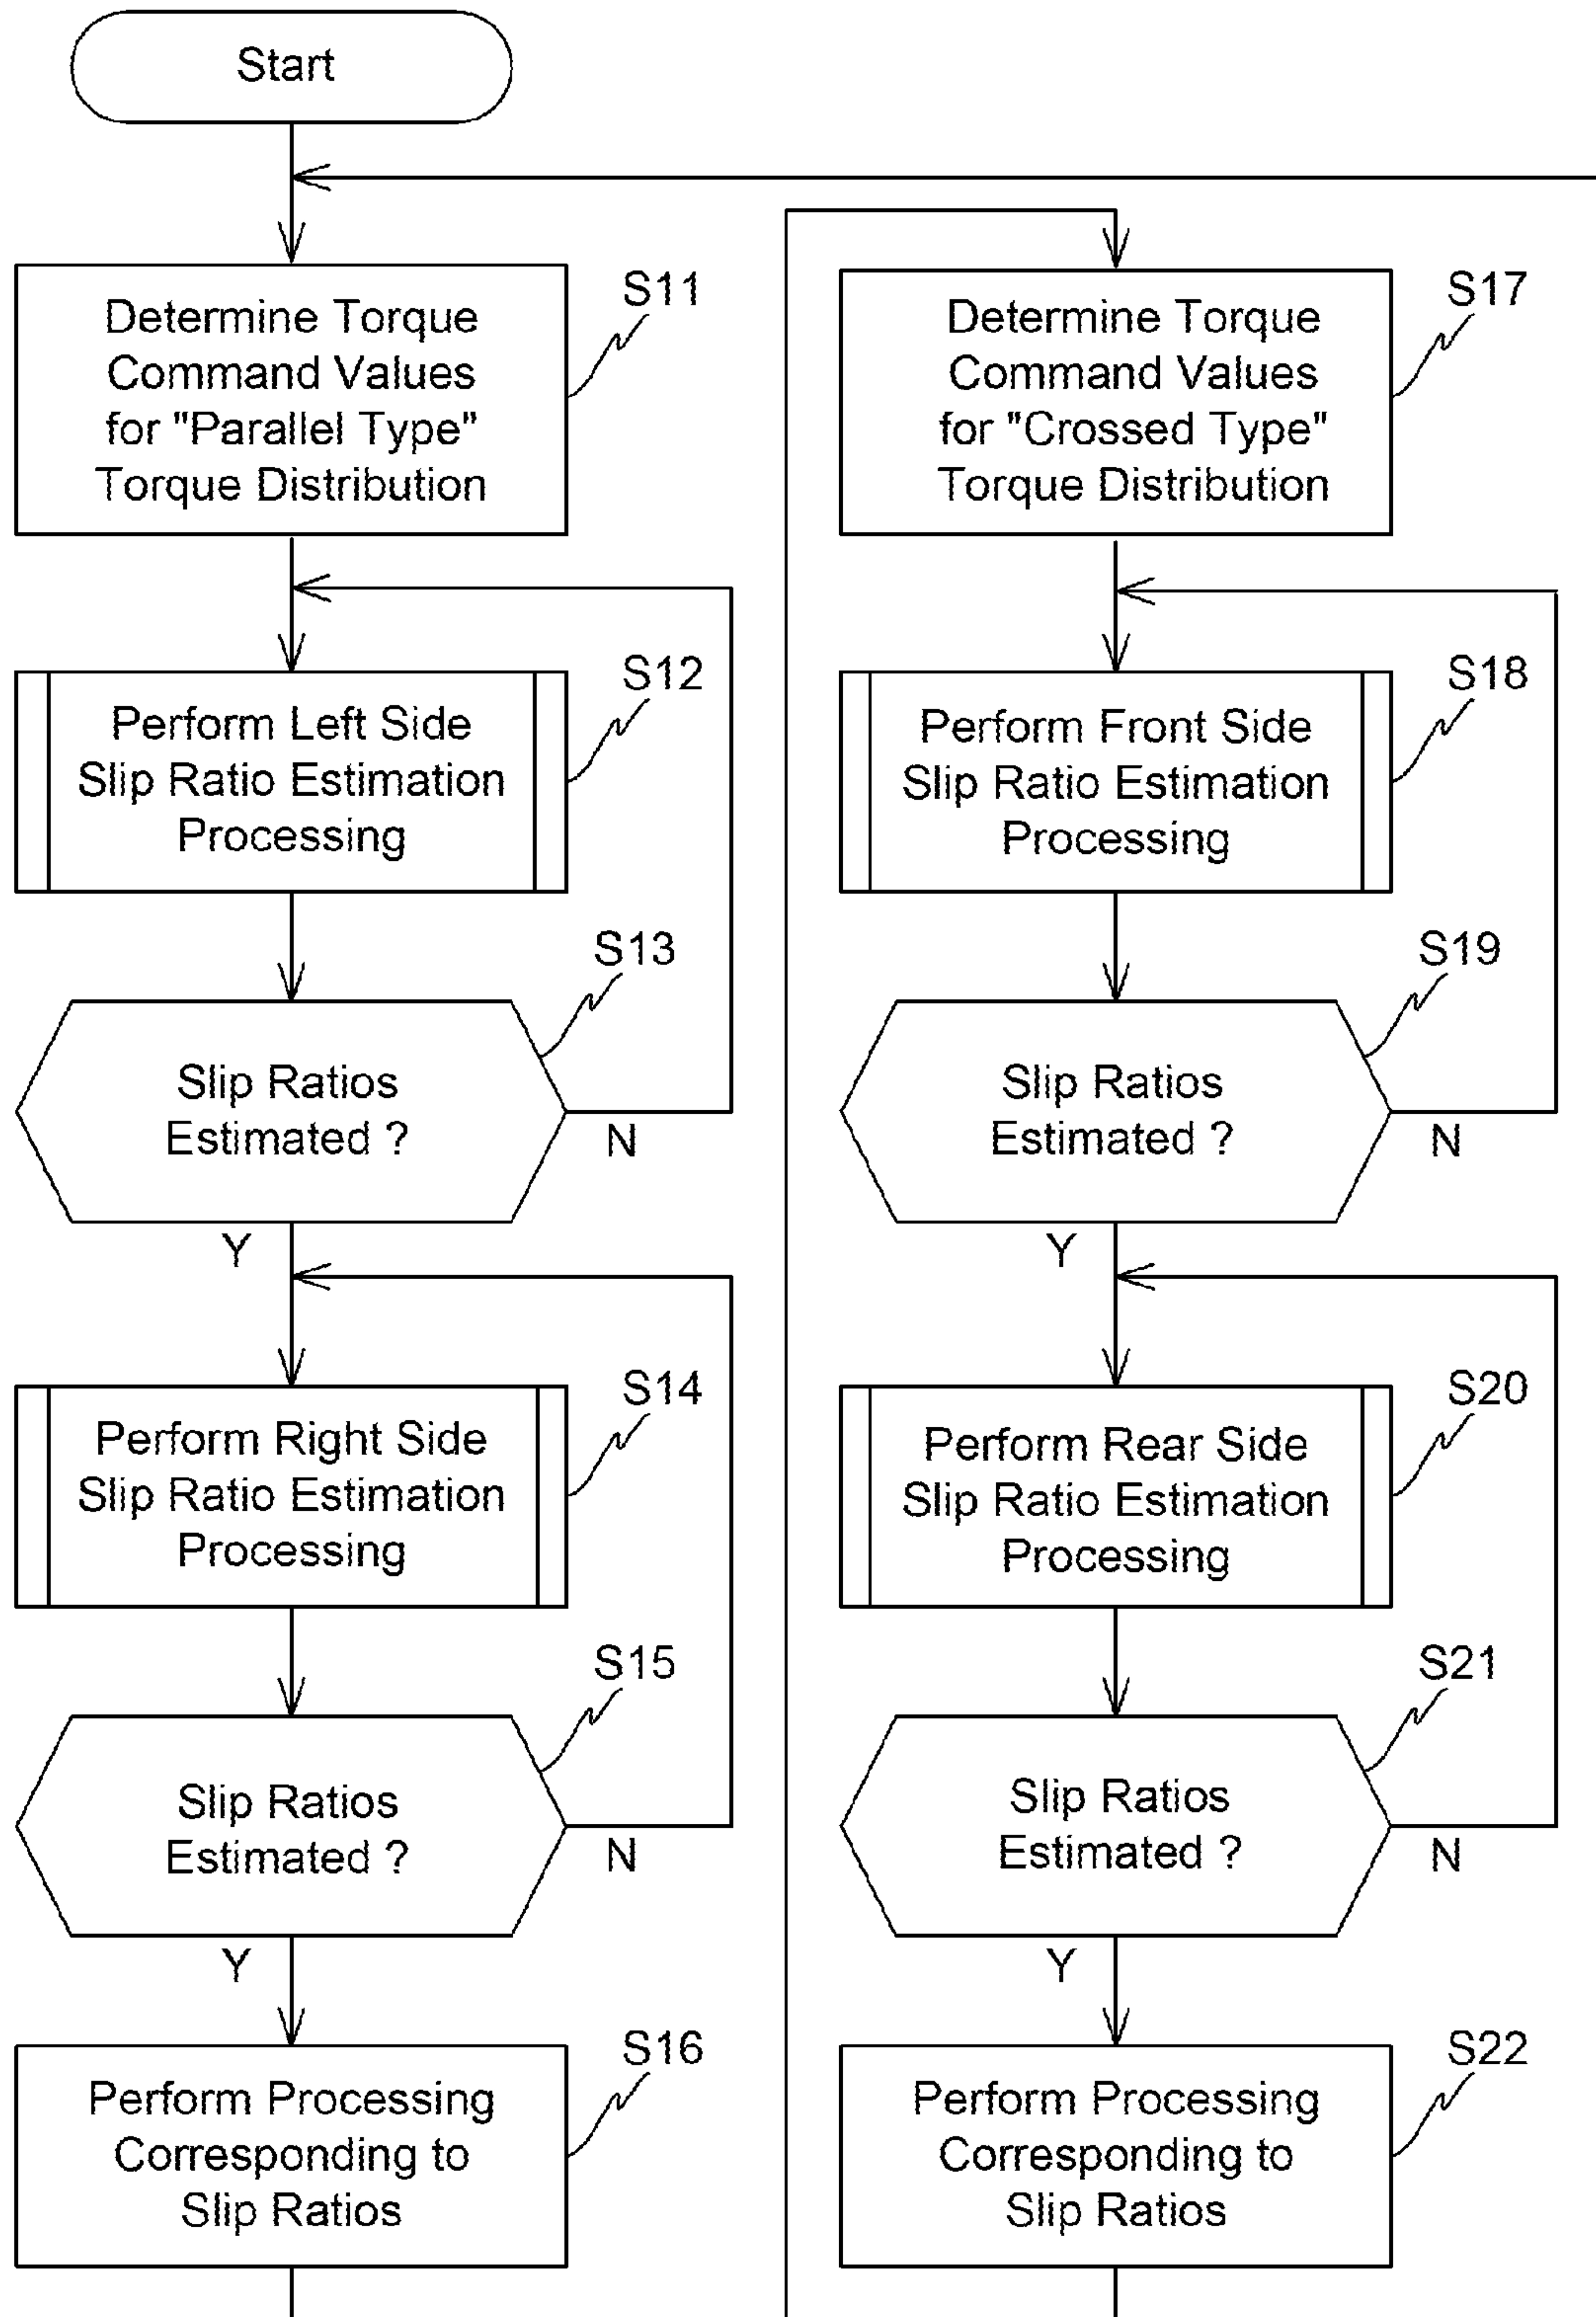 Start
S11
Determine Torque
Command Values
for "Parallel Type"
Torque Distribution
S12
Perform Left Side
Slip Ratio Estimation
Processing
S13
Slip Ratios
Estimated ?
N
Y
S14
Perform Right Side
Slip Ratio Estimation
Processing
S15
Slip Ratios
Estimated ?
N
Y
S16
Perform Processing
Corresponding to
Slip Ratios
S17
Determine Torque
Command Values
for "Crossed Type"
Torque Distribution
S18
Perform Front Side
Slip Ratio Estimation
Processing
S19
Slip Ratios
Estimated ?
N
Y
S20
Perform Rear Side
Slip Ratio Estimation
Processing
S21
Slip Ratios
Estimated ?
N
Y
S22
Perform Processing
Corresponding to
Slip Ratios